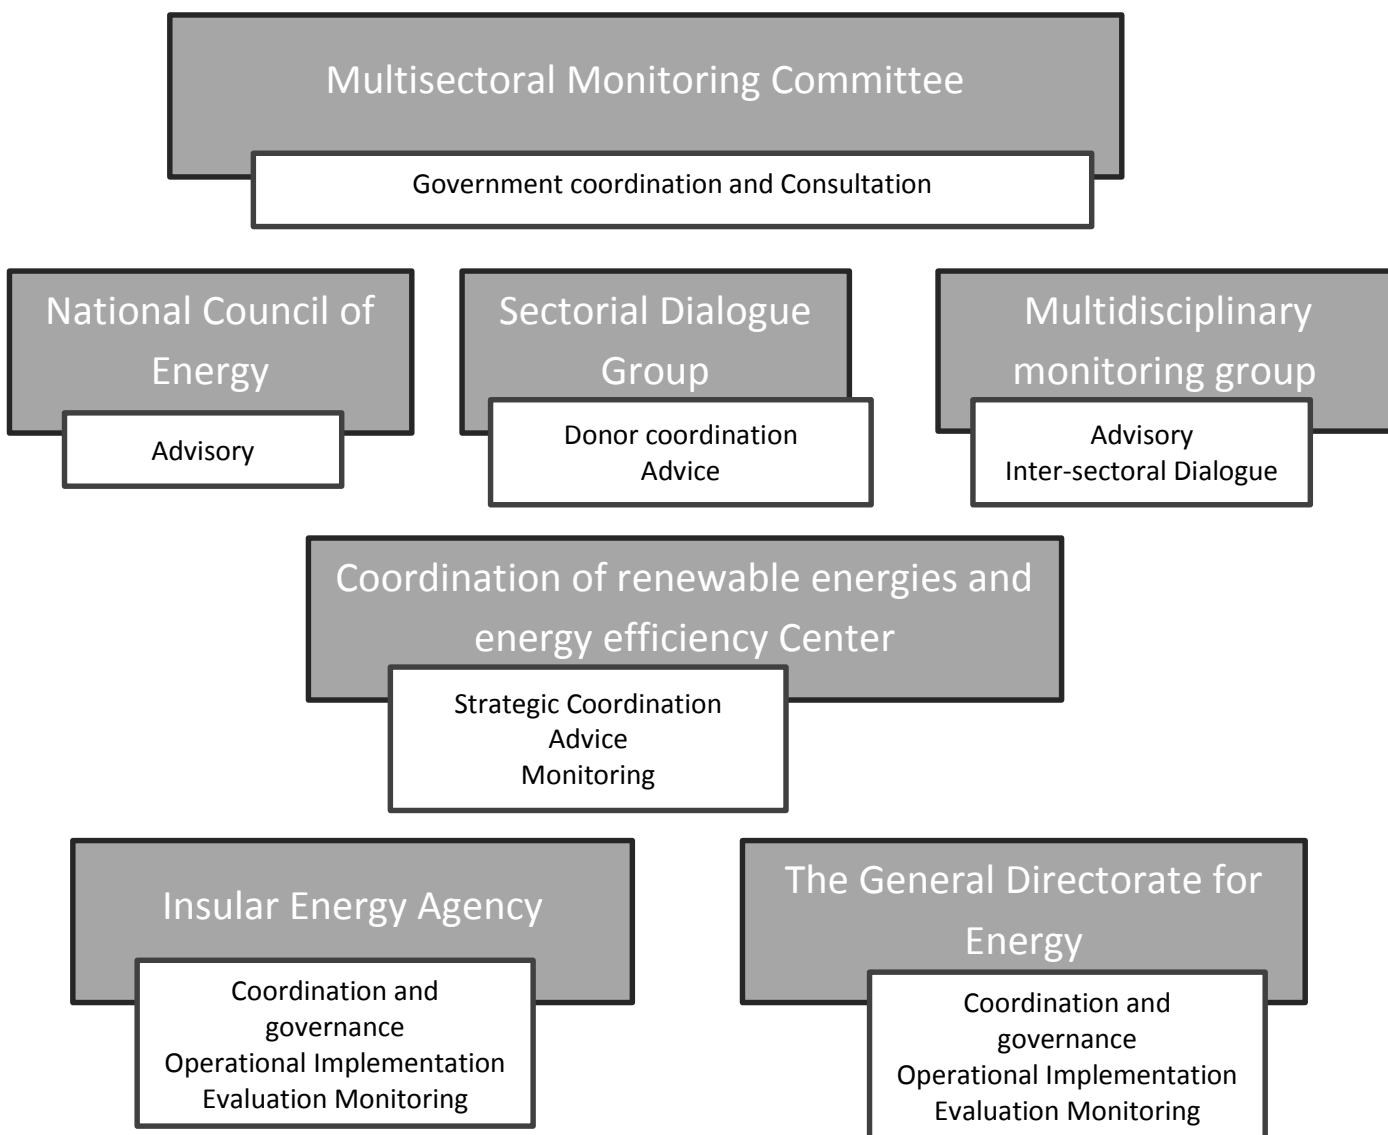 Multisectoral Monitoring Committee
Government coordination and Consultation
National Council of
Energy
Advisory
Sectorial Dialogue
Group
Donor coordination
Advice
Multidisciplinary
monitoring group
Advisory
Inter-sectoral Dialogue
Coordination of renewable energies and
energy efficiency Center
Strategic Coordination
Advice
Monitoring
Insular Energy Agency
Coordination and
governance
Operational Implementation
Evaluation Monitoring
The General Directorate for
Energy
Coordination and
governance
Operational Implementation
Evaluation Monitoring